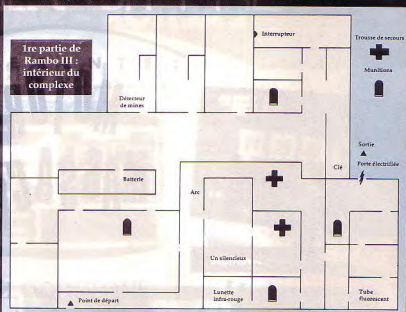 1re partie de
Rambo III :
intérieur du
complexe
Interrupteur
Trousse de secours
Munitions
Détecteur
de mines
Sortie
Porte électrifiée
Clé
Batterie
Arc
Un silencieux
Lunette
infra-rouge
Tube
fluorescent
Point de départ